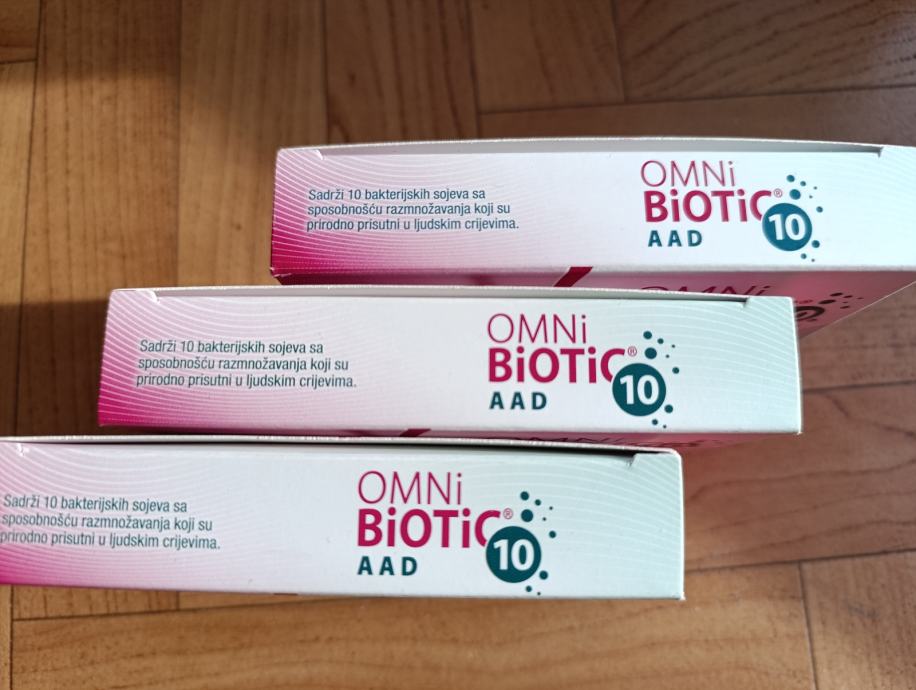 Sadrži 10 bakterijskih sojeva sa
sposobnošću razmnožavanja koji su
prirodno prisutni u ljudskim crijevima.
OMNi
BiOTiC® 10
AAD
OMNi
Sadrži 10 bakterijskih sojeva sa
sposobnošću razmnožavanja koji su
prirodno prisutni u ljudskim crijevima.
OMNi
BiOTiC® 10
AAD
OMNi
Sadrži 10 bakterijskih sojeva sa
sposobnošću razmnožavanja koji su
prirodno prisutni u ljudskim crijevima.
OMNi
BiOTiC® 10
AAD